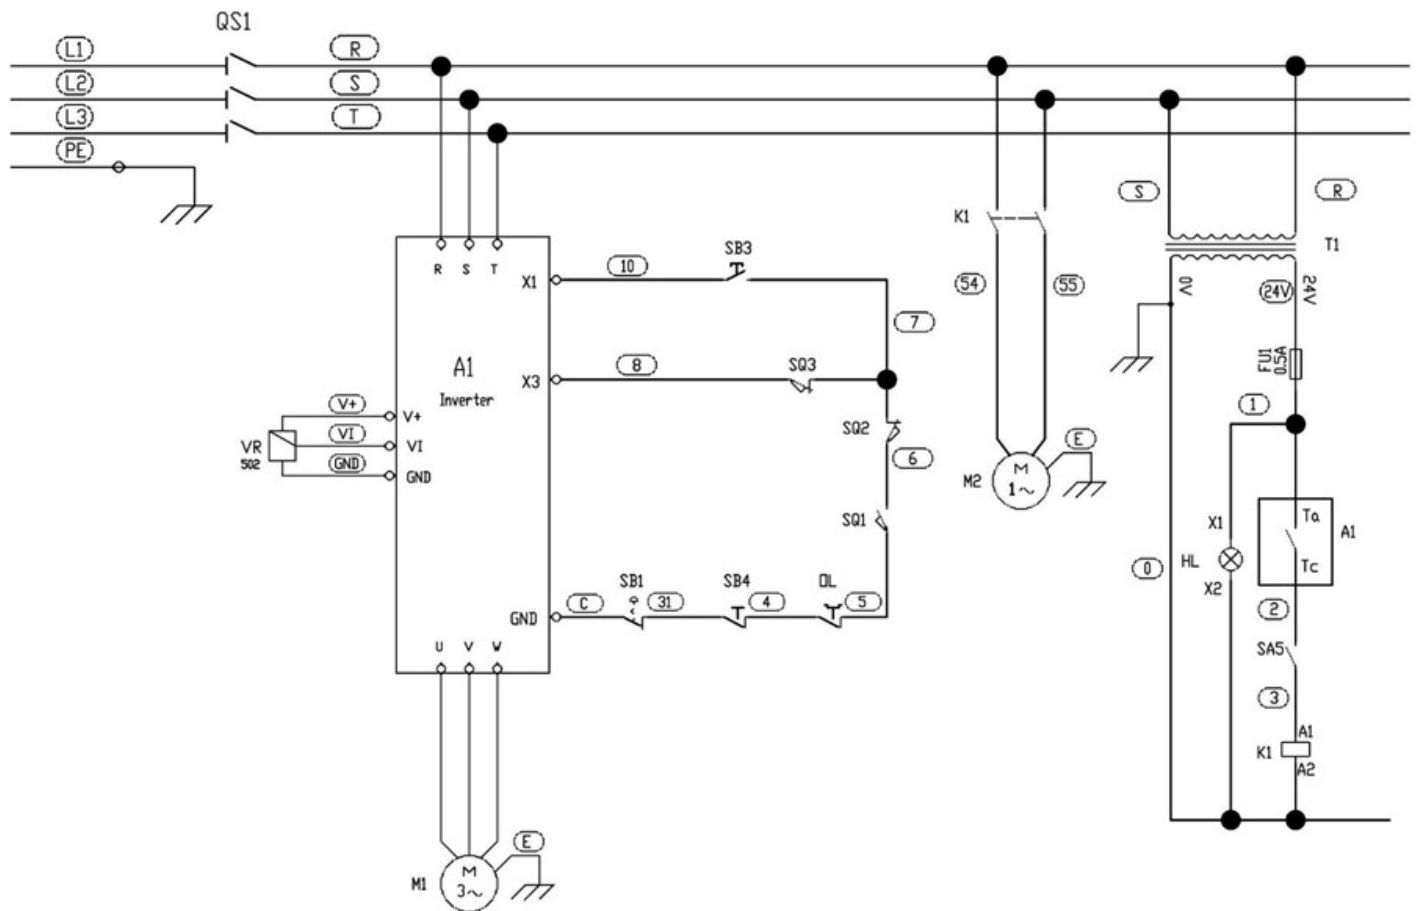 QS1
L1 R
L2 S
L3 T
PE
S R
K1 T1
R S T
10 SB3
X1
54 55 0V 24V 24V
7
FU1
0.5A
A1
Inverter
8 SQ3
X3
V+ V+
VI VI
VR
502
GND GND
SQ2
6
1
E
M2
M
1~
SQ1
X1 Ta A1
HL
X2 Tc
0
SB1 SB4 OL
GND C 31 4 5
2
U V W
SA5
3
A1
K1
A2
E
M1
M
3~